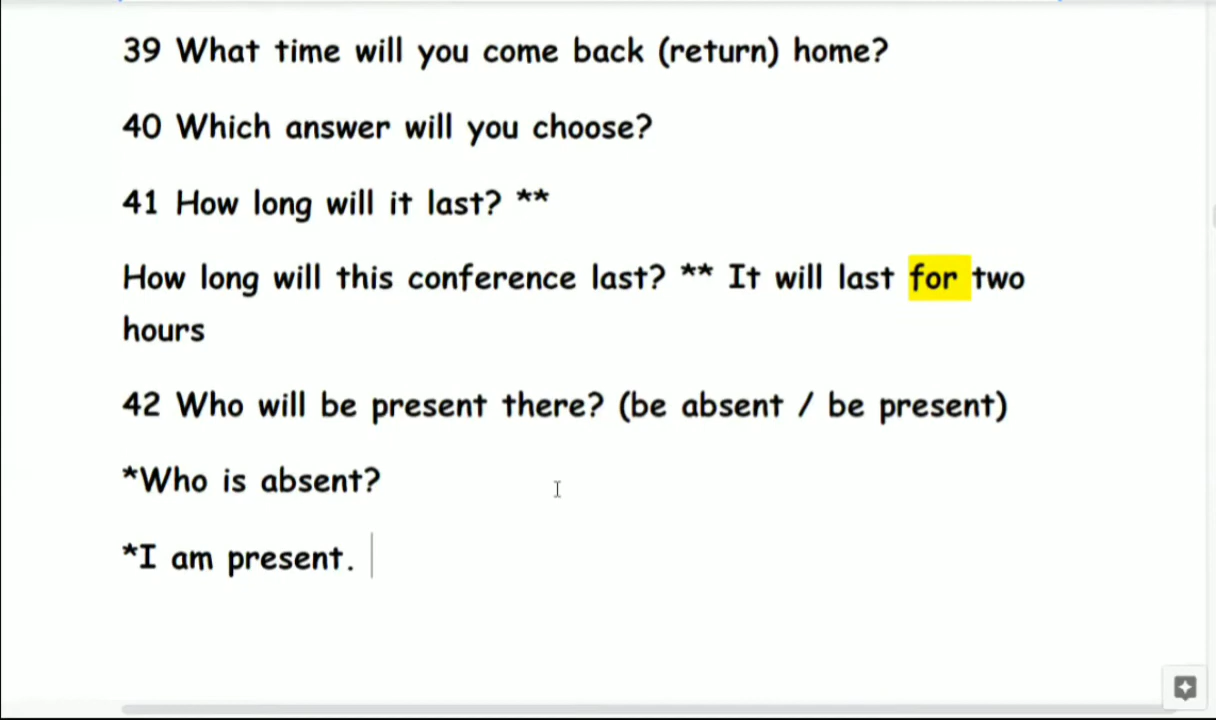 39 What time will you come back (return) home?
40 Which answer will you choose?
41 How long will it last? **
How long will this conference last? ** It will last for two
hours
42 Who will be present there? (be absent / be present)
*Who is absent?
*I am present.